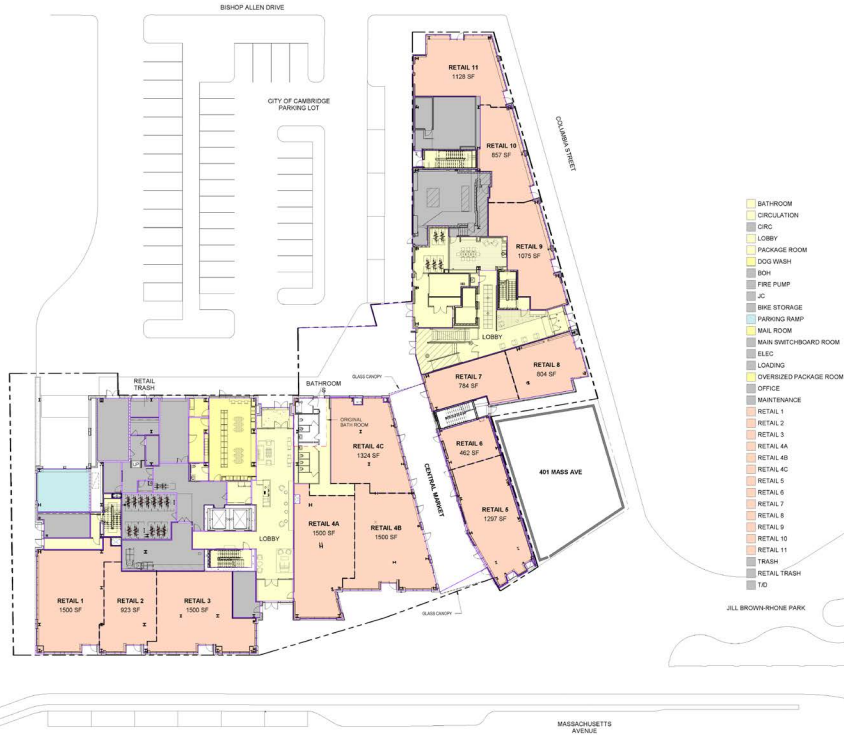 BISHOP ALLEN DRIVE
RETAIL 11
1128 SF
CITY OF CAMBRIDGE
PARKING LOT
COLUMBIA STREET
RETAIL 10
857 SF
RETAIL 9
1075 SF
LOBBY
RETAIL 8
804 SF
RETAIL 7
784 SF
GLASS CANOPY
RETAIL
TRASH
BATHROOM
S
ORIGINAL
BATH ROOM
RETAIL 4C
1324 SF
RETAIL 6
462 SF
401 MASS AVE
CENTRAL MARKET
RETAIL 5
1297 SF
RETAIL 4A
1500 SF
RETAIL 4B
1500 SF
LOBBY
RETAIL 1
1500 SF
RETAIL 2
923 SF
RETAIL 3
1500 SF
GLASS CANOPY
BATHROOM
CIRCULATION
CIRC
LOBBY
PACKAGE ROOM
DOG WASH
BOH
FIRE PUMP
JC
BIKE STORAGE
PARKING RAMP
MAIL ROOM
MAIN SWITCHBOARD ROOM
ELEC
LOADING
OVERSIZED PACKAGE ROOM
OFFICE
MAINTENANCE
RETAIL 1
RETAIL 2
RETAIL 3
RETAIL 4A
RETAIL 4B
RETAIL 4C
RETAIL 5
RETAIL 6
RETAIL 7
RETAIL 8
RETAIL 9
RETAIL 10
RETAIL 11
TRASH
RETAIL TRASH
T/D
JILL BROWN-RHONE PARK
MASSACHUSETTS
AVENUE